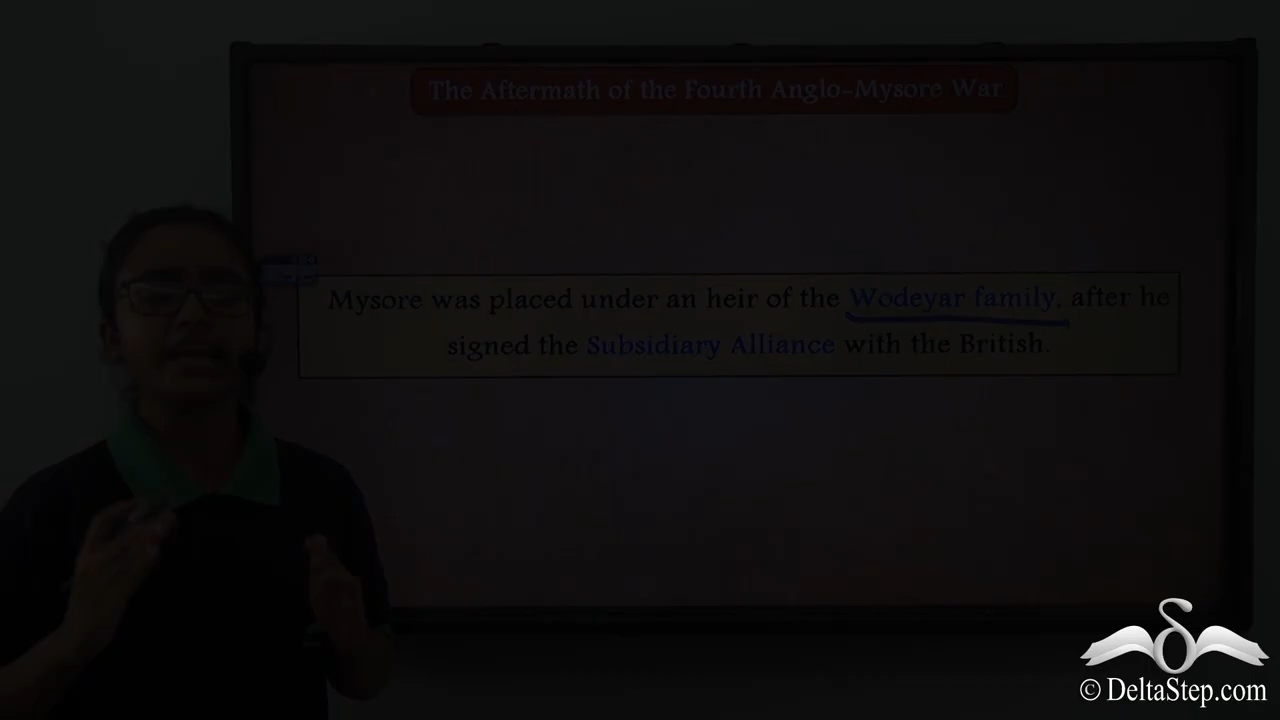 The Aftermath of the Fourth Anglo-Mysore War
Mysore was placed under an heir of the Wodeyar family, after he
signed the Subsidiary Alliance with the British.
© DeltaStep.com